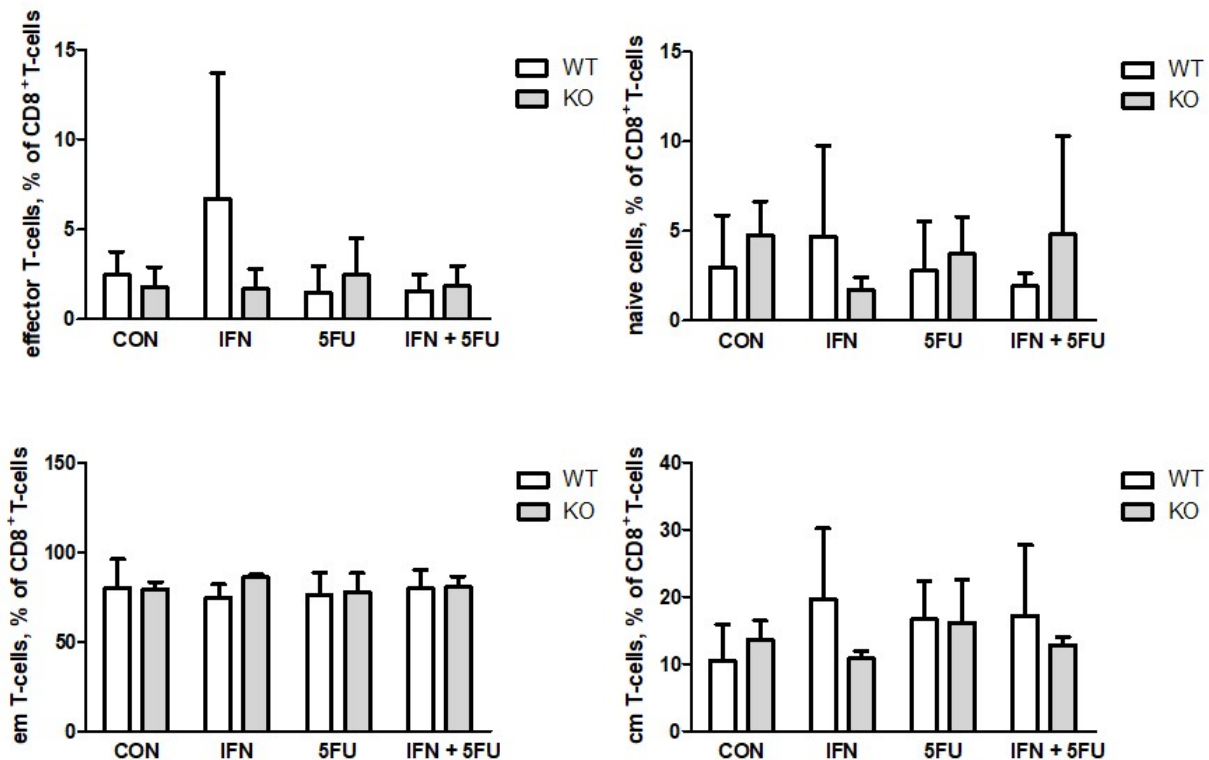 effector T-cells, % of CD8⁺T-cells
15
10
5
0
CON IFN 5FU IFN + 5FU
WT
KO
naive cells, % of CD8⁺T-cells
15
10
5
0
CON IFN 5FU IFN + 5FU
WT
KO
em T-cells, % of CD8⁺T-cells
150
100
50
0
CON IFN 5FU IFN + 5FU
WT
KO
cm T-cells, % of CD8⁺T-cells
40
30
20
10
0
CON IFN 5FU IFN + 5FU
WT
KO